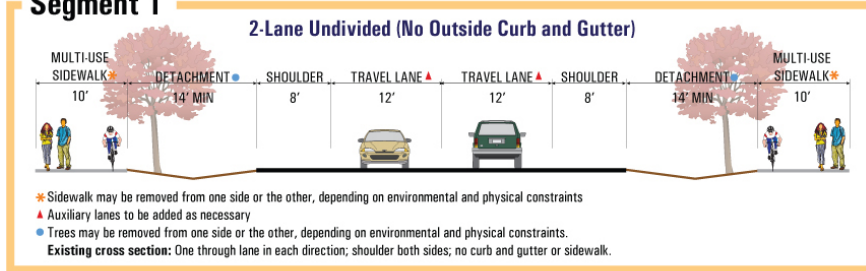 Segment 1
2-Lane Undivided (No Outside Curb and Gutter)
MULTI-USE
SIDEWALK* DETACHMENT ● SHOULDER TRAVEL LANE ▲ TRAVEL LANE ▲ SHOULDER DETACHMENT ● MULTI-USE
SIDEWALK*
10' 14' MIN 8' 12' 12' 8' 14' MIN 10'
* Sidewalk may be removed from one side or the other, depending on environmental and physical constraints
▲ Auxiliary lanes to be added as necessary
● Trees may be removed from one side or the other, depending on environmental and physical constraints.
Existing cross section: One through lane in each direction; shoulder both sides; no curb and gutter or sidewalk.